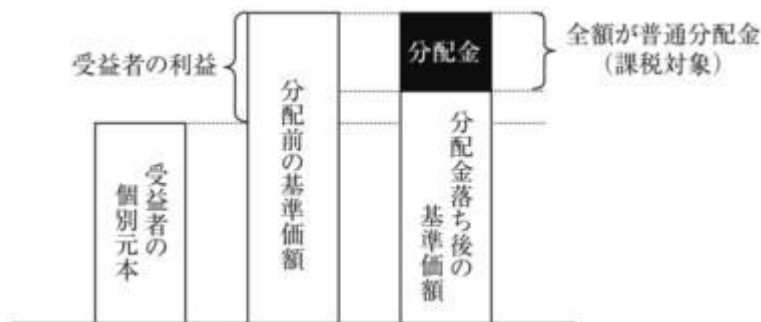 受益者の利益
受益者の
個別元本
分配前の基準価額
分配金
分配金落ち後の
基準価額
全額が普通分配金
(課税対象)